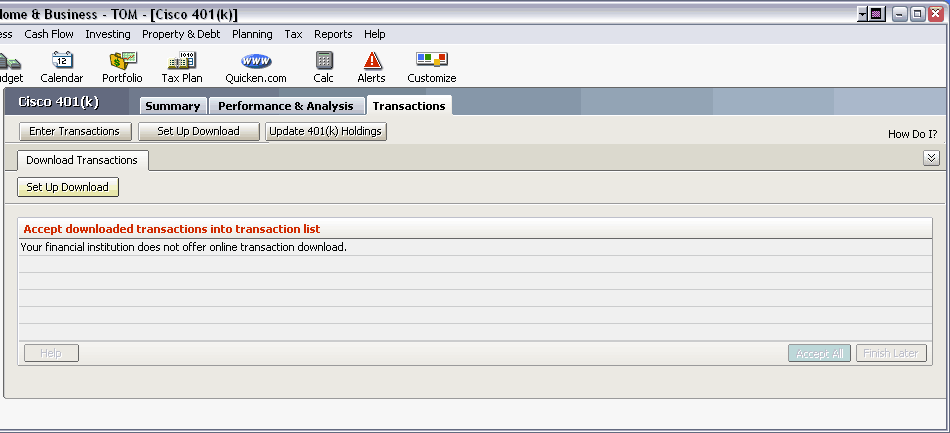 Home & Business - TOM - [Cisco 401(k)]
ess Cash Flow Investing Property & Debt Planning Tax Reports Help
12 www
udget Calendar Portfolio Tax Plan Quicken.com Calc Alerts Customize
Cisco 401(k) Summary Performance & Analysis Transactions
Enter Transactions Set Up Download Update 401(k) Holdings
How Do I?
Download Transactions
Set Up Download
Accept downloaded transactions into transaction list
Your financial institution does not offer online transaction download.
Help Accept All Finish Later